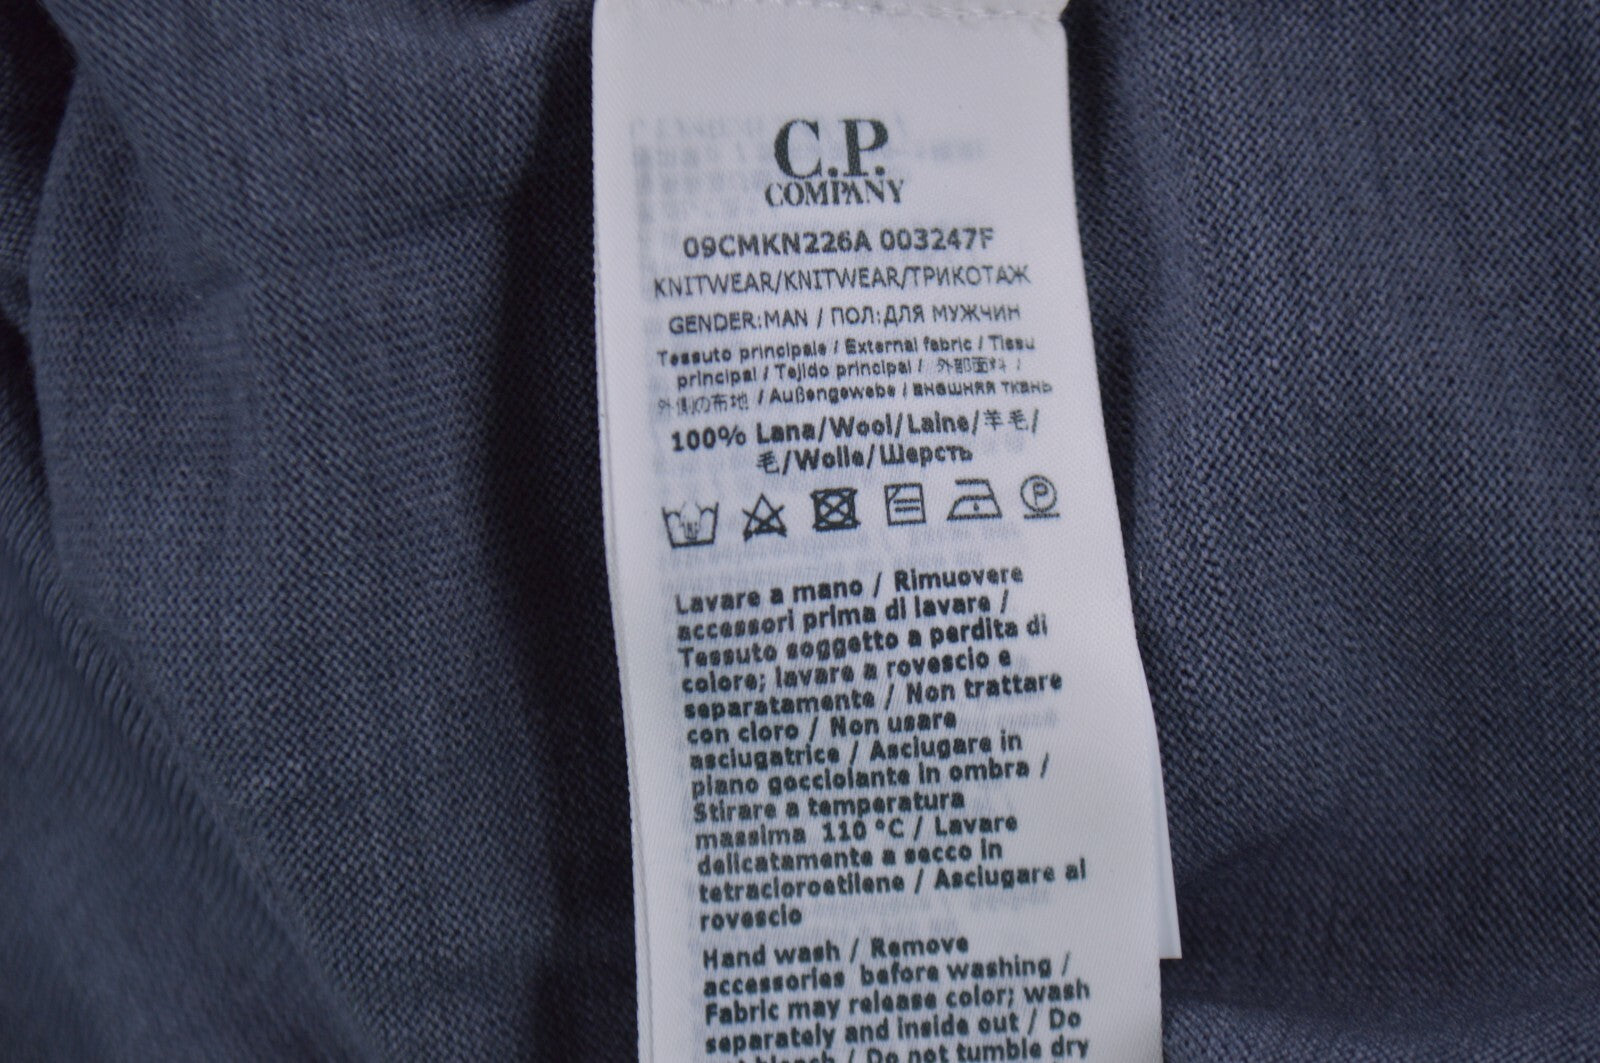 C.P.
COMPANY
09CMKN226A 003247F
KNITWEAR/KNITWEAR/ТРИКОТАЖ
GENDER:MAN / ПОЛ:ДЛЯ МУЖЧИН
Tessuto principale / External fabric / Tissu
principal / Tejido principal / 外部面料 /
外側の布地 / Außengewebe / внашняя ткань
100% Lana/Wool/Laine/羊毛/
毛/Wolle/Шерсть
P
Lavare a mano / Rimuovere
accessori prima di lavare /
Tessuto soggetto a perdita di
colore; lavare a rovescio e
separatamente / Non trattare
con cloro / Non usare
asciugatrice / Asciugare in
piano gocciolante in ombra /
Stirare a temperatura
massima 110 °C / Lavare
delicatamente a secco in
tetracloroetilene / Asciugare al
rovescio
Hand wash / Remove
accessories before washing /
Fabric may release color; wash
separately and inside out / Do
bleach / Do not tumble dry